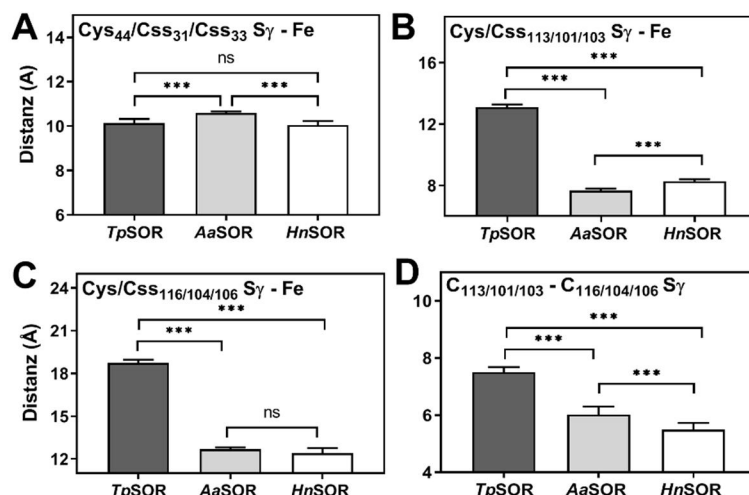 A
Cys44/Css31/Css33 Sγ - Fe
Distanz (A)
14
12
10
8
6
ns
***
***
TpSOR
AaSOR
HnSOR
B
Cys/Css113/101/103 Sγ - Fe
16
12
8
***
***
***
TpSOR
AaSOR
HnSOR
C
Cys/Css116/104/106 Sγ - Fe
Distanz (Å)
24
21
18
15
12
***
***
ns
TpSOR
AaSOR
HnSOR
D
C113/101/103 - C116/104/106 Sγ
10
8
6
4
***
***
***
TpSOR
AaSOR
HnSOR